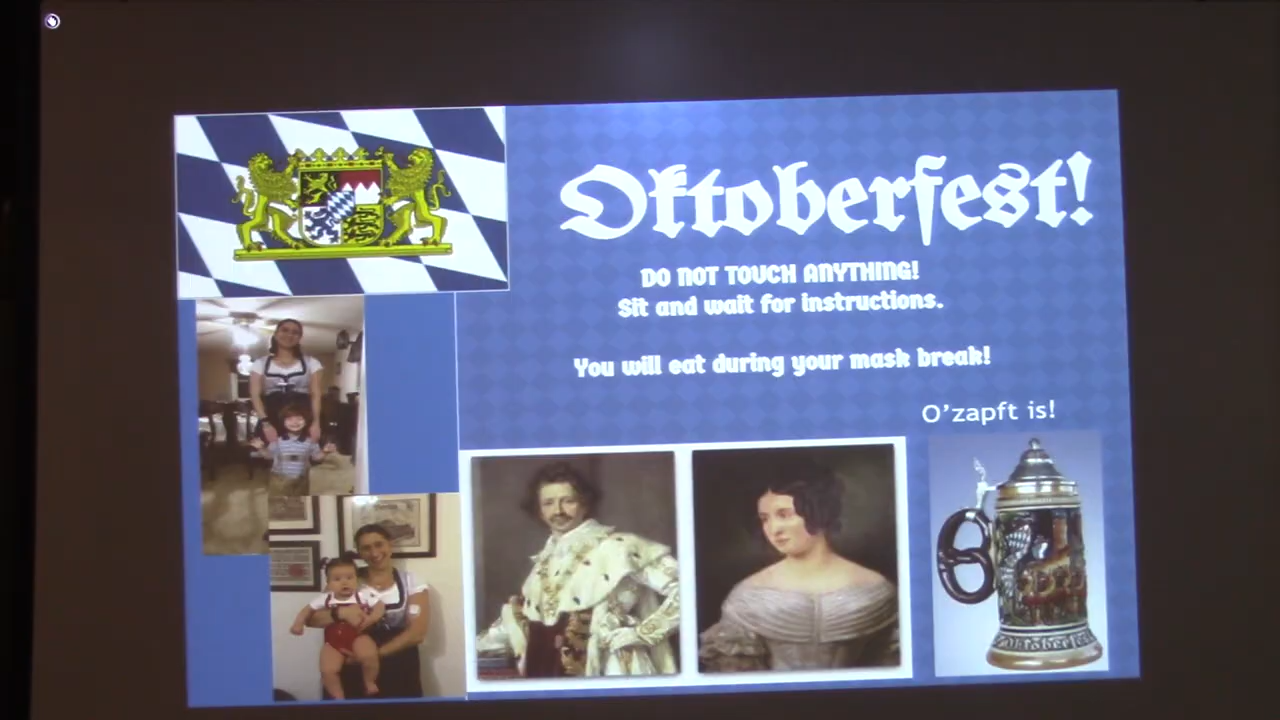 Oktoberfest!
DO NOT TOUCH ANYTHING!
Sit and wait for instructions.
You will eat during your mask break!
O'zapft is!
Oktoberfest